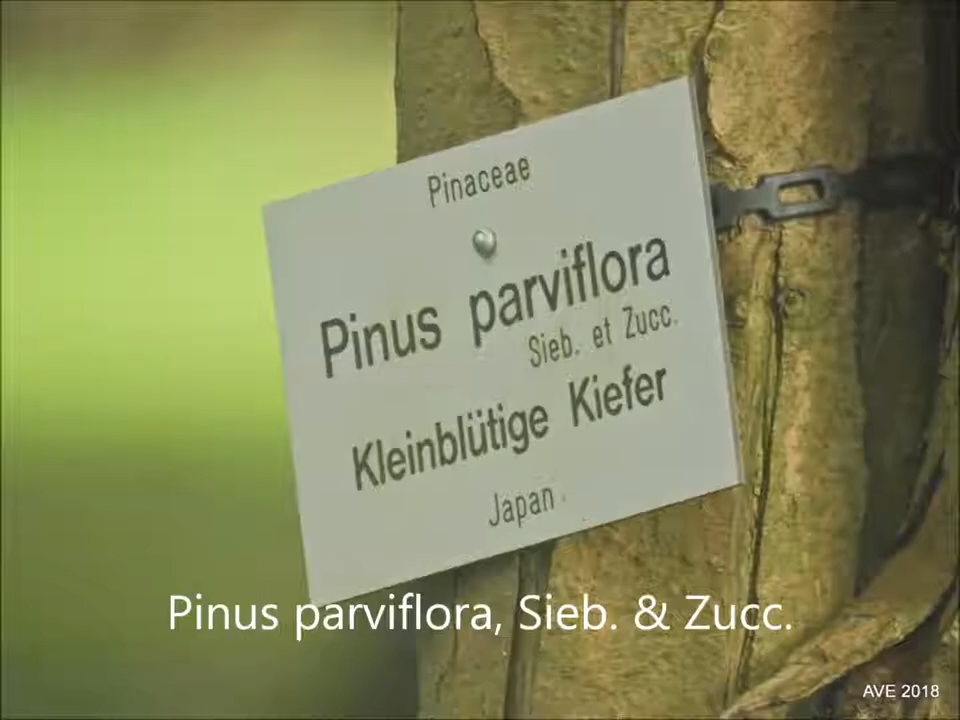 Pinaceae
Pinus parviflora
Sieb. et Zucc.
Kleinblütige Kiefer
Japan
Pinus parviflora, Sieb. & Zucc.
AVE 2018